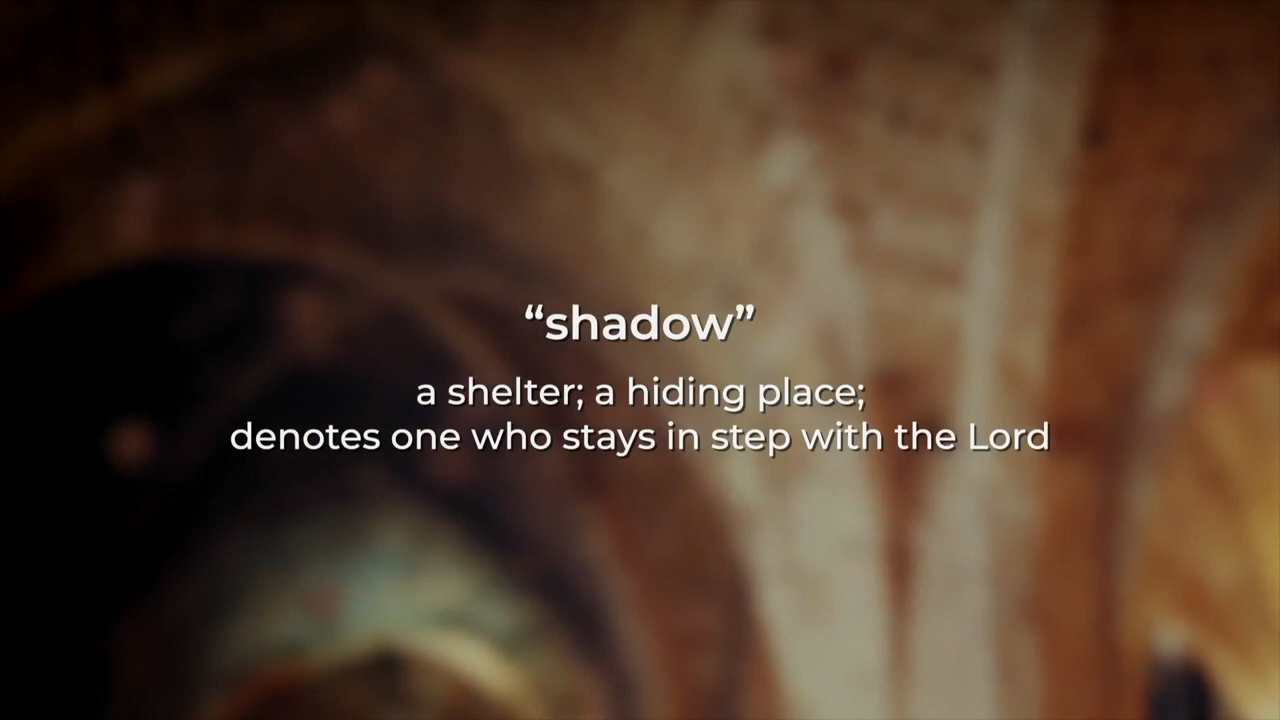 “shadow”
a shelter; a hiding place;
denotes one who stays in step with the Lord